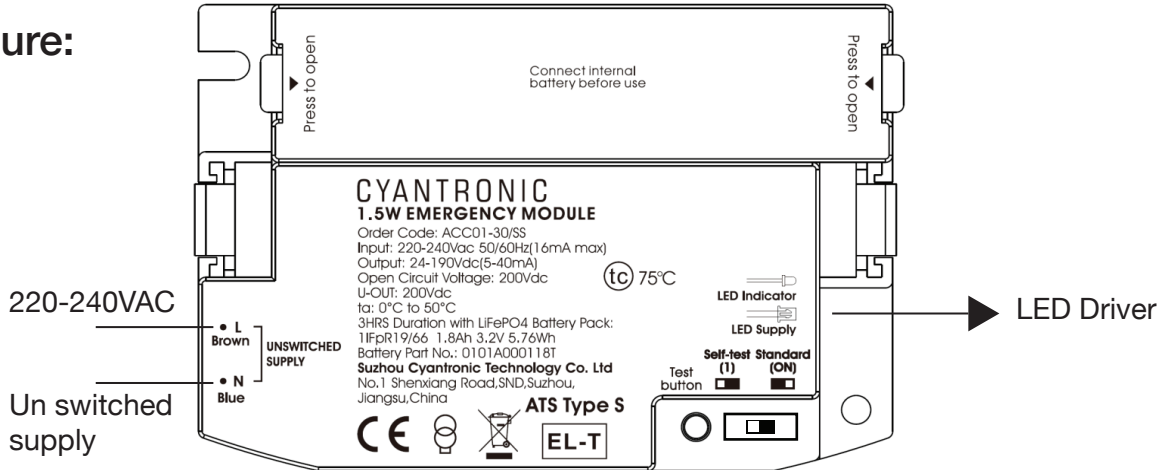 ure:
Press to open
Connect internal
battery before use
Press to open
CYANTRONIC
1.5W EMERGENCY MODULE
Order Code: ACC01-30/SS
Input: 220-240Vac 50/60Hz(16mA max)
Output: 24-190Vdc(5-40mA)
Open Circuit Voltage: 200Vdc
U-OUT: 200Vdc
ta: 0°C to 50°C
3HRS Duration with LiFePO4 Battery Pack:
1IFpR19/66 1.8Ah 3.2V 5.76Wh
Battery Part No.: 0101A000118T
Suzhou Cyantronic Technology Co. Ltd
No.1 Shenxiang Road,SND,Suzhou,
Jiangsu,China
ATS Type S
CE
EL-T
tc 75°C
LED Indicator
LED Supply
Self-test Standard
(1) (ON)
Test
button
220-240VAC
L
Brown
UNSWITCHED
SUPPLY
N
Blue
Un switched
supply
LED Driver